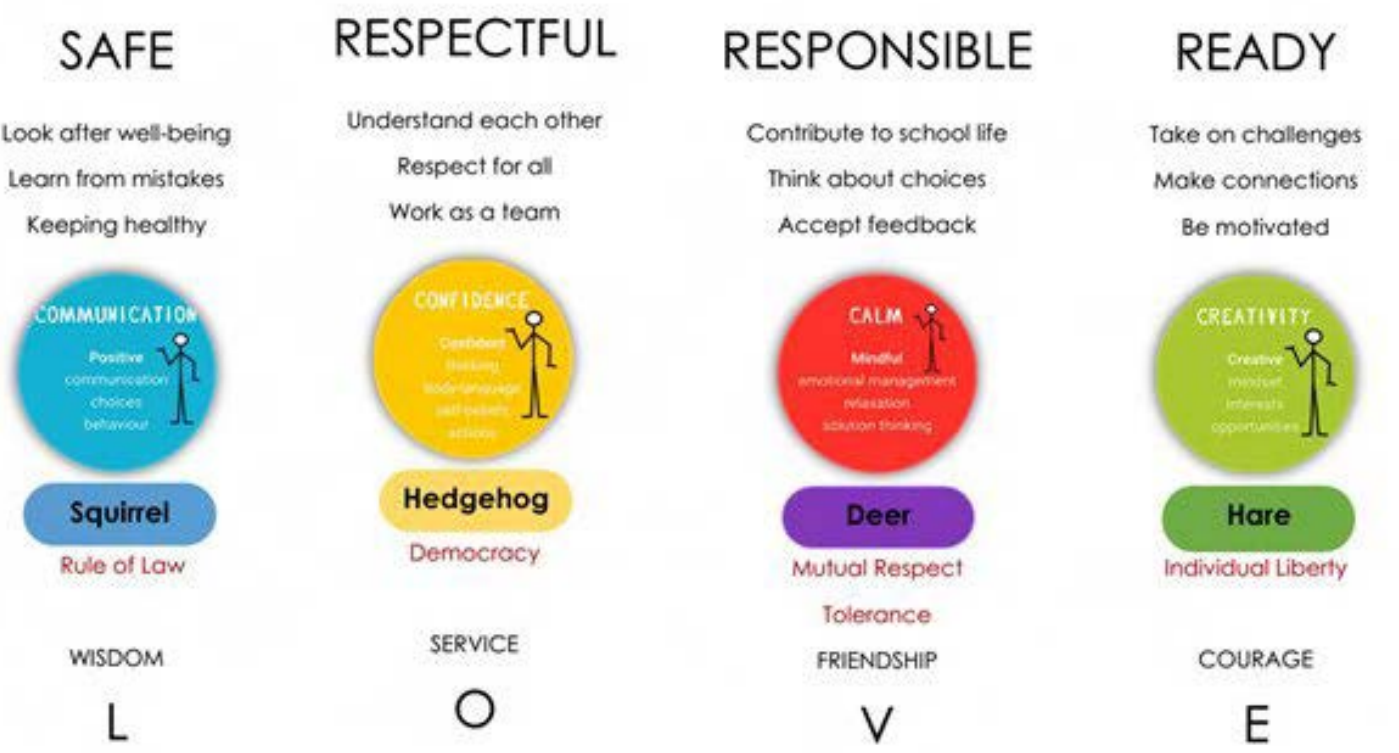 SAFE
Look after well-being
Learn from mistakes
Keeping healthy
COMMUNICATION
Positive
communication
choices
behaviour
Squirrel
Rule of Law
WISDOM
L
RESPECTFUL
Understand each other
Respect for all
Work as a team
CONFIDENCE
Confident
thinking
body-language
self-beliefs
actions
Hedgehog
Democracy
SERVICE
O
RESPONSIBLE
Contribute to school life
Think about choices
Accept feedback
CALM
Mindful
emotional management
relaxation
solution thinking
Deer
Mutual Respect
Tolerance
FRIENDSHIP
V
READY
Take on challenges
Make connections
Be motivated
CREATIVITY
Creative
mindset
interests
opportunities
Hare
Individual Liberty
COURAGE
E